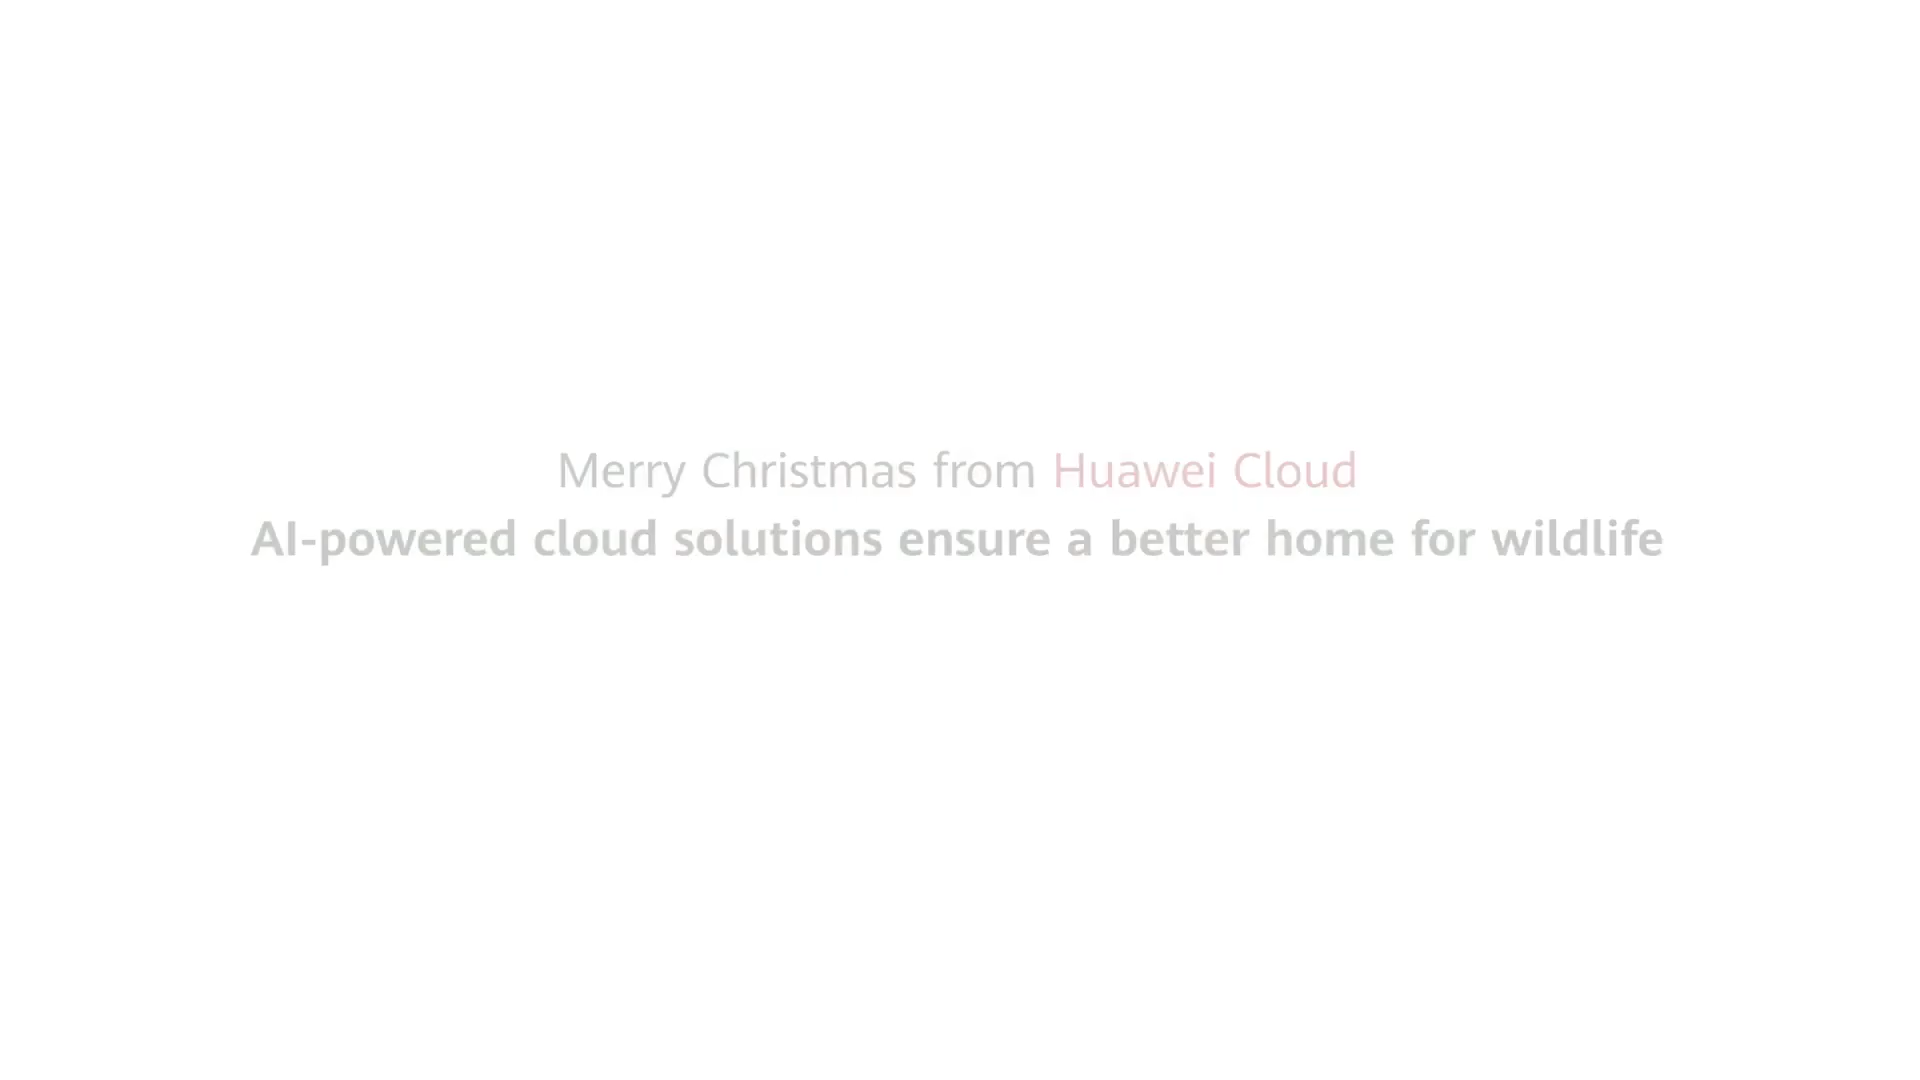 Merry Christmas from Huawei Cloud
AI-powered cloud solutions ensure a better home for wildlife